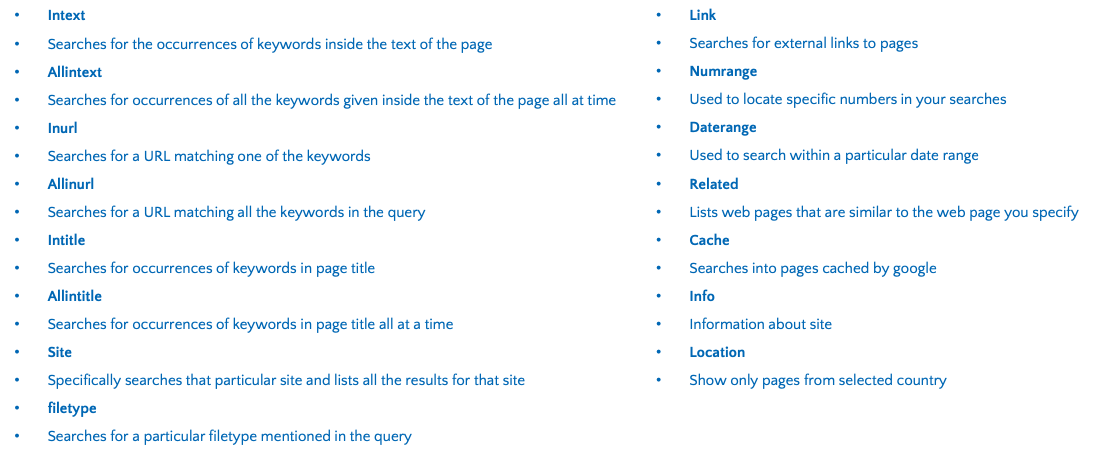 • Intext
• Searches for the occurrences of keywords inside the text of the page
• Allintext
• Searches for occurrences of all the keywords given inside the text of the page all at time
• Inurl
• Searches for a URL matching one of the keywords
• Allinurl
• Searches for a URL matching all the keywords in the query
• Intitle
• Searches for occurrences of keywords in page title
• Allintitle
• Searches for occurrences of keywords in page title all at a time
• Site
• Specifically searches that particular site and lists all the results for that site
• filetype
• Searches for a particular filetype mentioned in the query
• Link
• Searches for external links to pages
• Numrange
• Used to locate specific numbers in your searches
• Daterange
• Used to search within a particular date range
• Related
• Lists web pages that are similar to the web page you specify
• Cache
• Searches into pages cached by google
• Info
• Information about site
• Location
• Show only pages from selected country